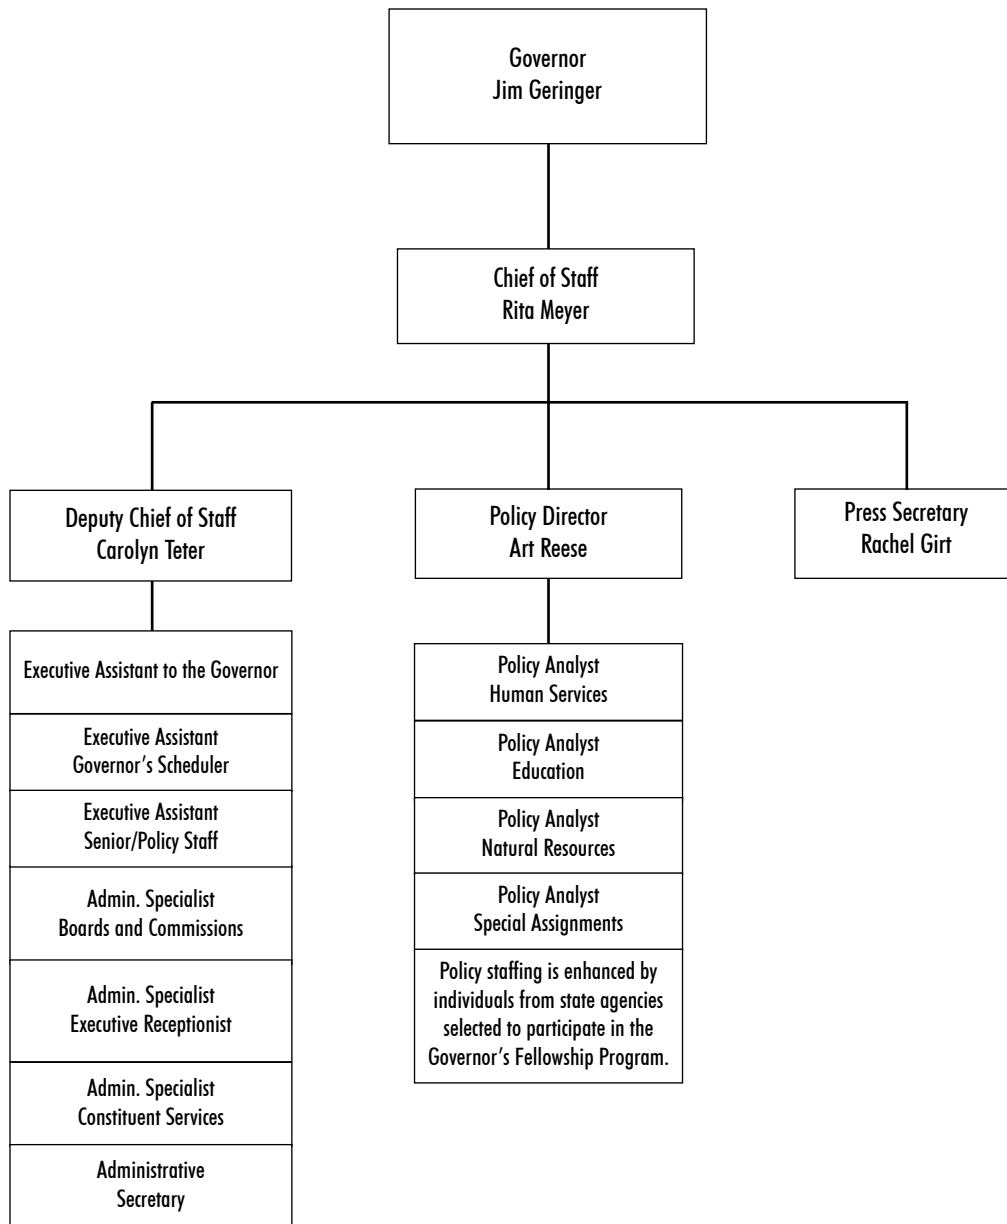 Governor
Jim Geringer
Chief of Staff
Rita Meyer
Deputy Chief of Staff
Carolyn Teter
Policy Director
Art Reese
Press Secretary
Rachel Girt
Executive Assistant to the Governor
Executive Assistant
Governor’s Scheduler
Executive Assistant
Senior/Policy Staff
Admin. Specialist
Boards and Commissions
Admin. Specialist
Executive Receptionist
Admin. Specialist
Constituent Services
Administrative
Secretary
Policy Analyst
Human Services
Policy Analyst
Education
Policy Analyst
Natural Resources
Policy Analyst
Special Assignments
Policy staffing is enhanced by
individuals from state agencies
selected to participate in the
Governor’s Fellowship Program.